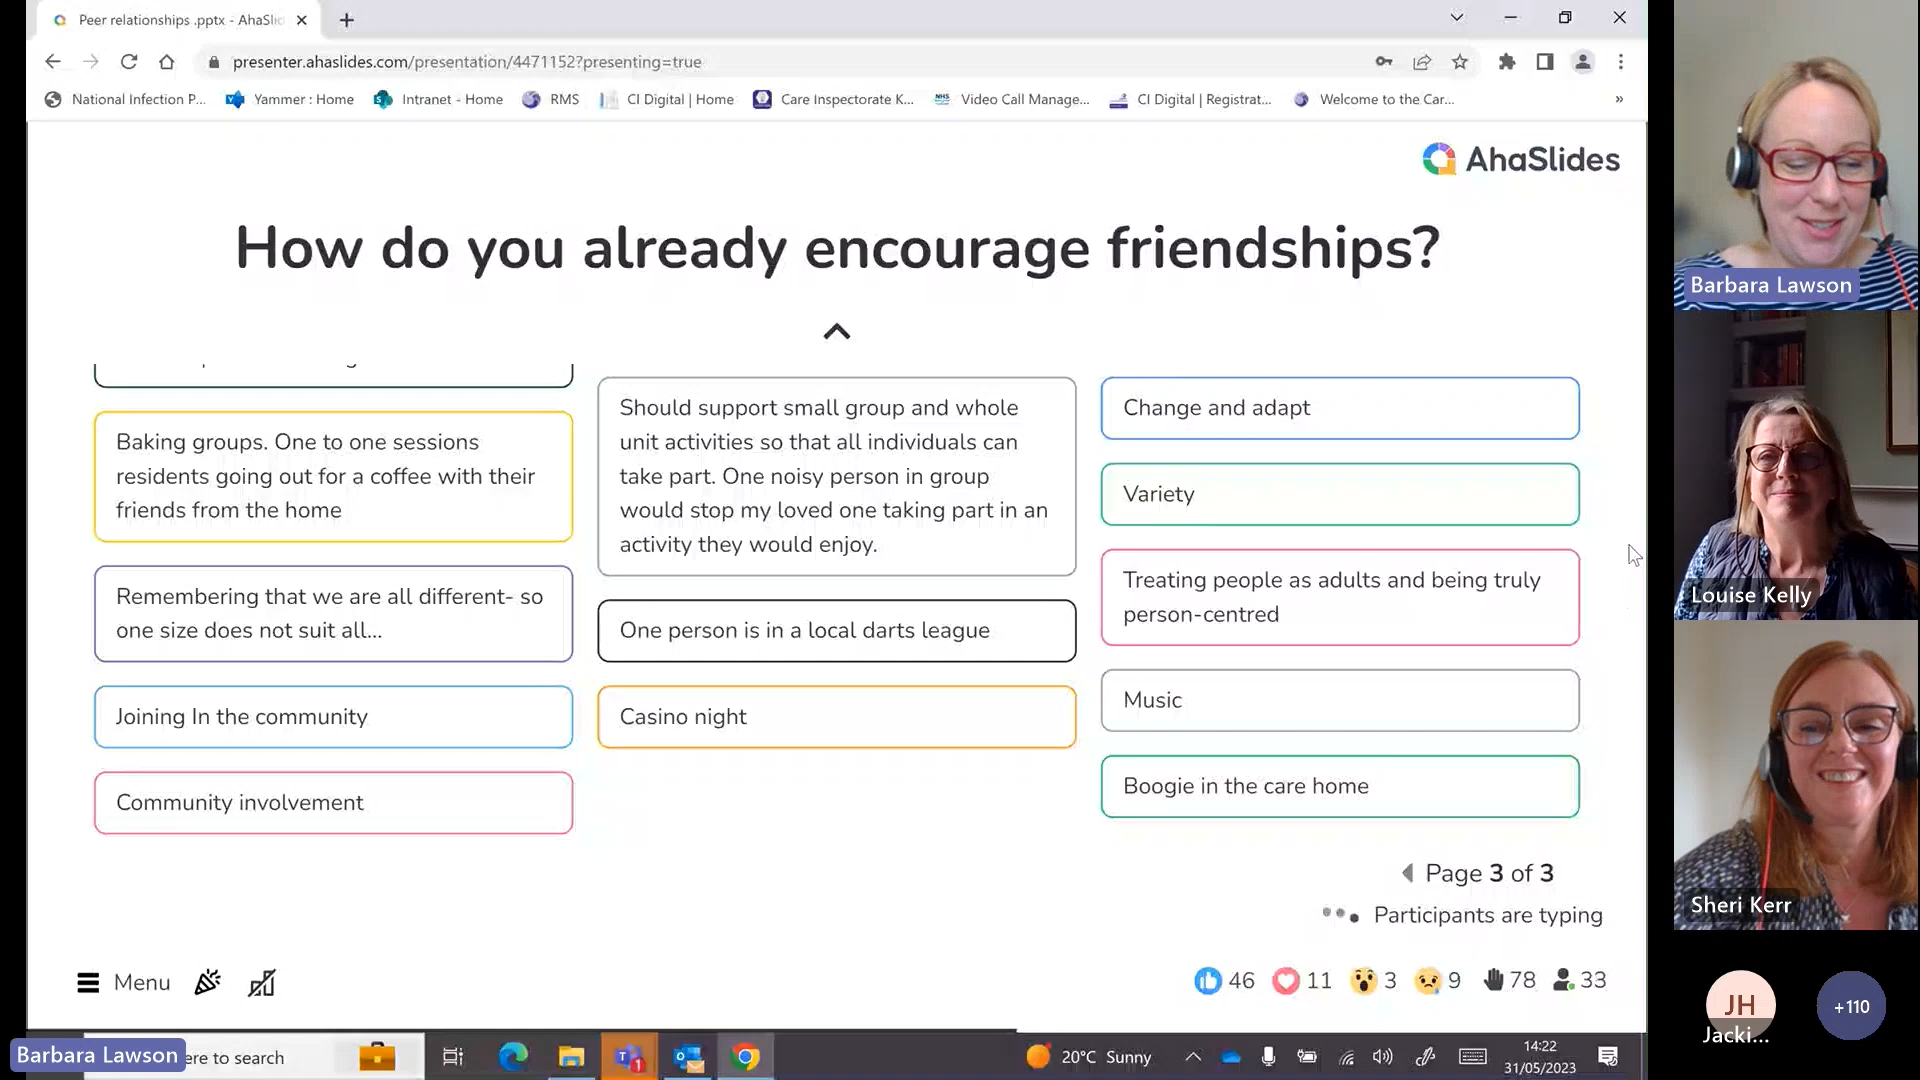 Peer relationships .pptx - AhaSli
presenter.ahaslides.com/presentation/4471152?presenting=true
National Infection P...
Yammer : Home
Intranet - Home
RMS
CI Digital | Home
Care Inspectorate K...
NHS
Video Call Manage...
CI Digital | Registrat...
Welcome to the Car...
»
AhaSlides
How do you already encourage friendships?
Baking groups. One to one sessions
residents going out for a coffee with their
friends from the home
Remembering that we are all different- so
one size does not suit all...
Joining In the community
Community involvement
Should support small group and whole
unit activities so that all individuals can
take part. One noisy person in group
would stop my loved one taking part in an
activity they would enjoy.
One person is in a local darts league
Casino night
Change and adapt
Variety
Treating people as adults and being truly
person-centred
Music
Boogie in the care home
Page 3 of 3
Participants are typing
Menu
46
11
3
9
78
33
Barbara Lawson
ere to search
1
20°C Sunny
14:22
31/05/2023
Barbara Lawson
Louise Kelly
Sheri Kerr
JH
Jacki...
+110